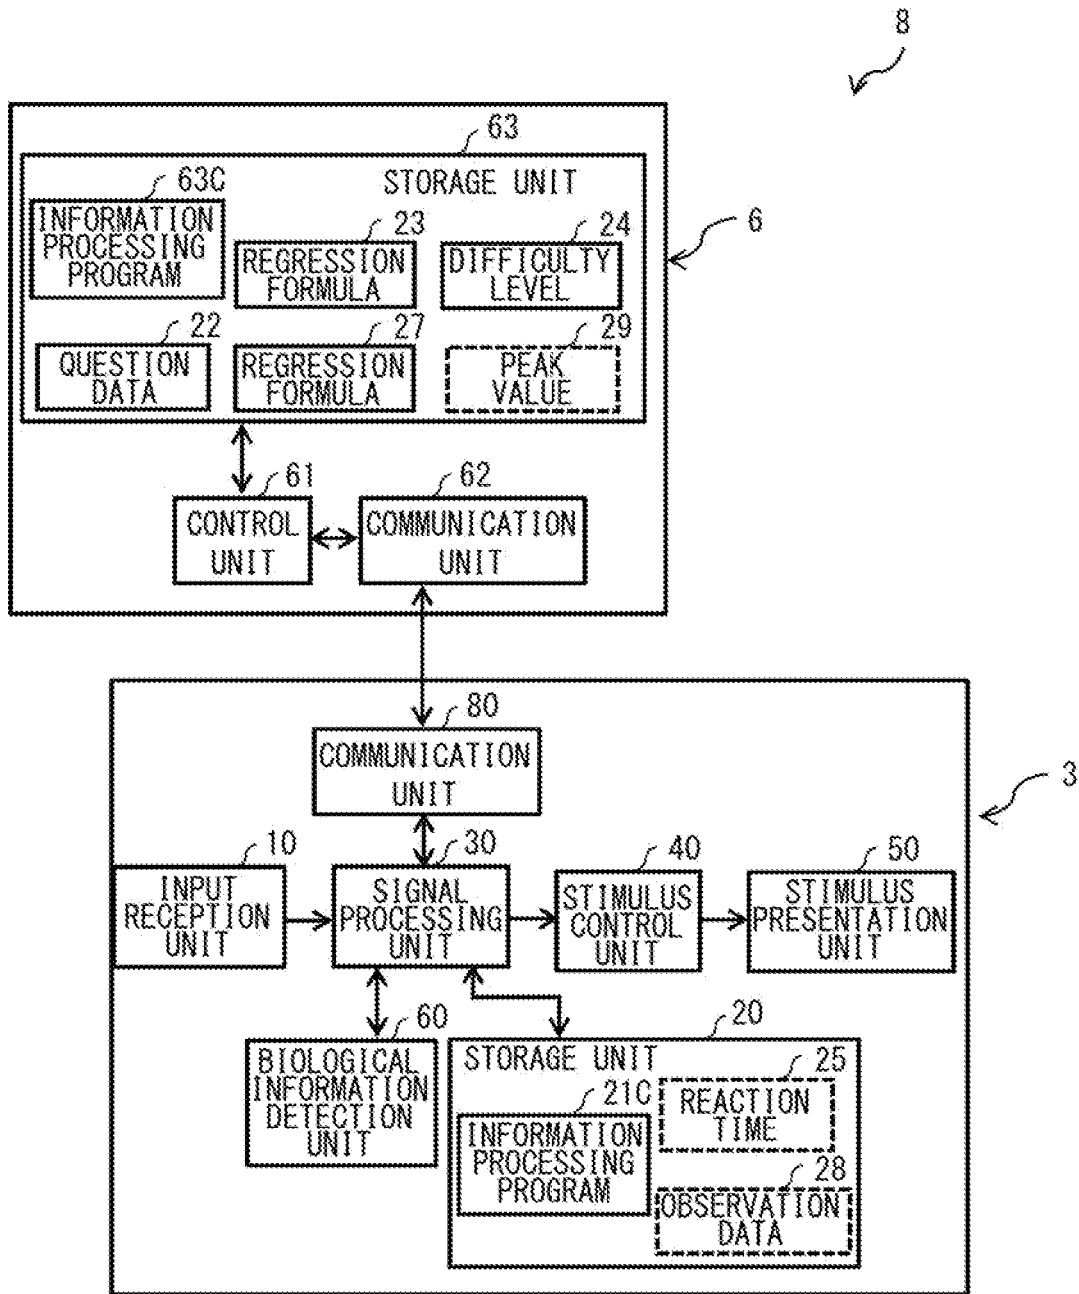 8
63
63C
STORAGE UNIT
INFORMATION
PROCESSING
PROGRAM
23
REGRESSION
FORMULA
24
DIFFICULTY
LEVEL
6
22
QUESTION
DATA
27
REGRESSION
FORMULA
29
PEAK
VALUE
61
CONTROL
UNIT
62
COMMUNICATION
UNIT
80
COMMUNICATION
UNIT
3
10
INPUT
RECEPTION
UNIT
30
SIGNAL
PROCESSING
UNIT
40
STIMULUS
CONTROL
UNIT
50
STIMULUS
PRESENTATION
UNIT
60
BIOLOGICAL
INFORMATION
DETECTION
UNIT
20
STORAGE UNIT
21C
INFORMATION
PROCESSING
PROGRAM
25
REACTION
TIME
28
OBSERVATION
DATA